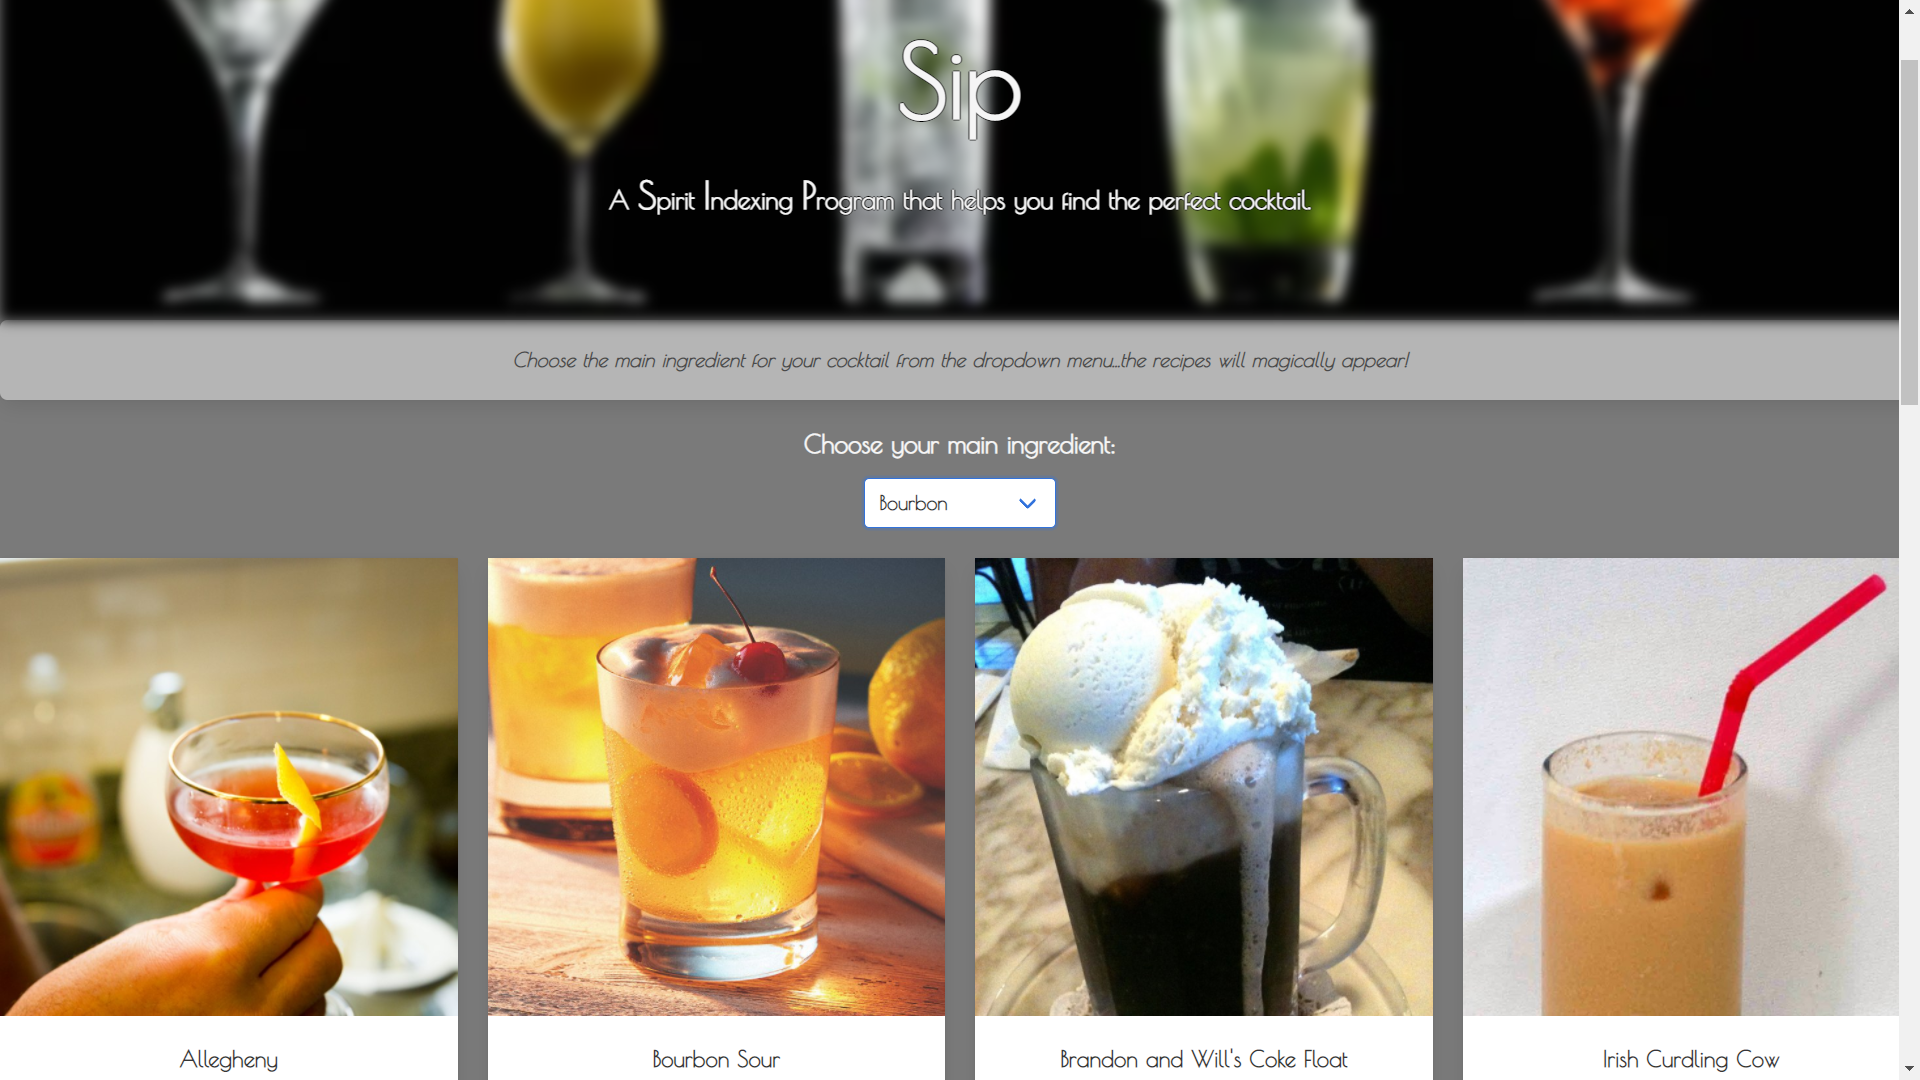 Sip
A Spirit Indexing Program that helps you find the perfect cocktail.
Choose the main ingredient for your cocktail from the dropdown menu...the recipes will magically appear!
Choose your main ingredient:
Bourbon
Allegheny
Bourbon Sour
Brandon and Will's Coke Float
Irish Curdling Cow